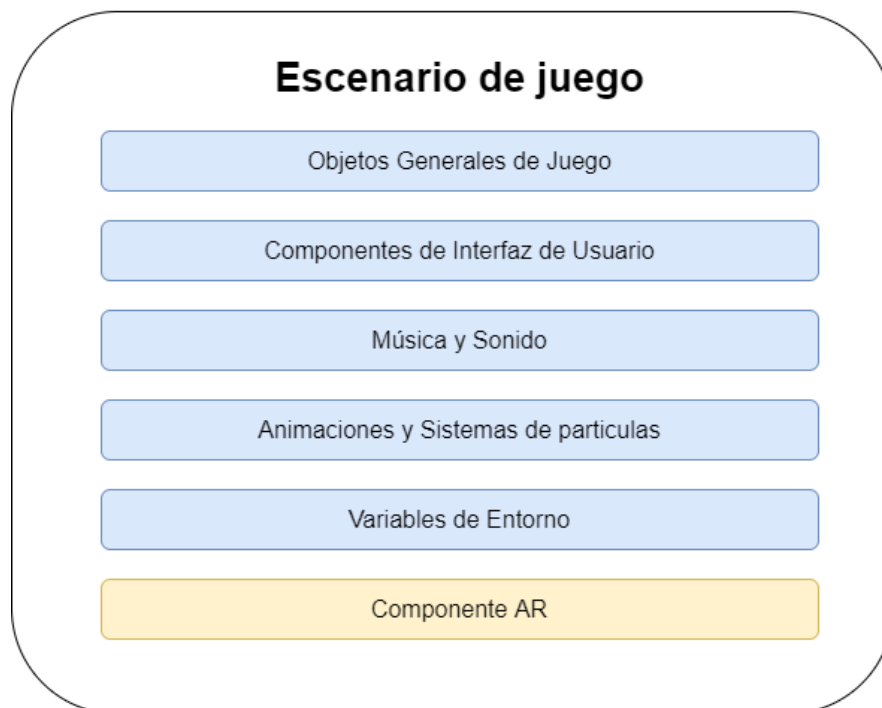 Escenario de juego
Objetos Generales de Juego
Componentes de Interfaz de Usuario
Música y Sonido
Animaciones y Sistemas de particulas
Variables de Entorno
Componente AR